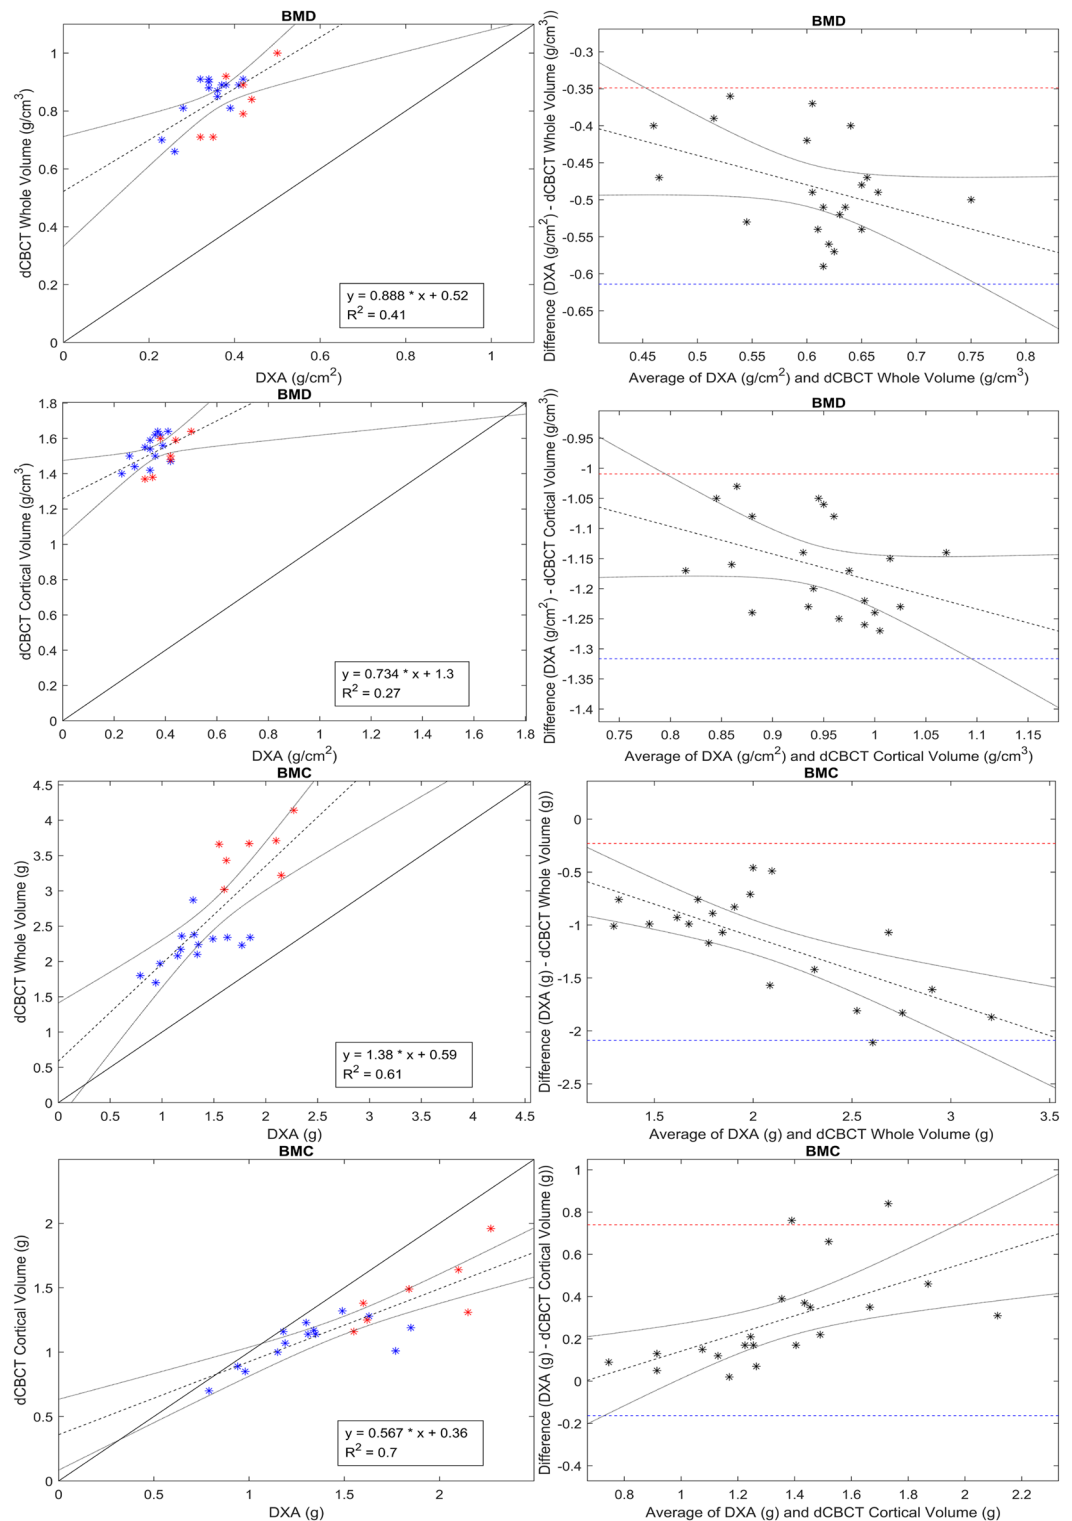 BMD
dCBCT Whole Volume (g/cm³)
1
0.8
0.6
0.4
0.2
0
y = 0.888 * x + 0.52
R² = 0.41
0 0.2 0.4 0.6 0.8 1
DXA (g/cm²)
BMD
Difference (DXA (g/cm²) - dCBCT Whole Volume (g/cm³))
-0.3
-0.35
-0.4
-0.45
-0.5
-0.55
-0.6
-0.65
0.45 0.5 0.55 0.6 0.65 0.7 0.75 0.8
Average of DXA (g/cm²) and dCBCT Whole Volume (g/cm³)
BMD
dCBCT Cortical Volume (g/cm³)
1.8
1.6
1.4
1.2
1
0.8
0.6
0.4
0.2
0
y = 0.734 * x + 1.3
R² = 0.27
0 0.2 0.4 0.6 0.8 1 1.2 1.4 1.6 1.8
DXA (g/cm²)
BMD
Difference (DXA (g/cm²) - dCBCT Cortical Volume (g/cm³))
-0.95
-1
-1.05
-1.1
-1.15
-1.2
-1.25
-1.3
-1.35
-1.4
0.75 0.8 0.85 0.9 0.95 1 1.05 1.1 1.15
Average of DXA (g/cm²) and dCBCT Cortical Volume (g/cm³)
BMC
dCBCT Whole Volume (g)
4.5
4
3.5
3
2.5
2
1.5
1
0.5
0
y = 1.38 * x + 0.59
R² = 0.61
0 0.5 1 1.5 2 2.5 3 3.5 4 4.5
DXA (g)
BMC
Difference (DXA (g) - dCBCT Whole Volume (g))
0
-0.5
-1
-1.5
-2
-2.5
1.5 2 2.5 3 3.5
Average of DXA (g) and dCBCT Whole Volume (g)
BMC
dCBCT Cortical Volume (g)
2
1.5
1
0.5
0
y = 0.567 * x + 0.36
R² = 0.7
0 0.5 1 1.5 2
DXA (g)
BMC
Difference (DXA (g) - dCBCT Cortical Volume (g))
1
0.8
0.6
0.4
0.2
0
-0.2
-0.4
0.8 1 1.2 1.4 1.6 1.8 2 2.2
Average of DXA (g) and dCBCT Cortical Volume (g)